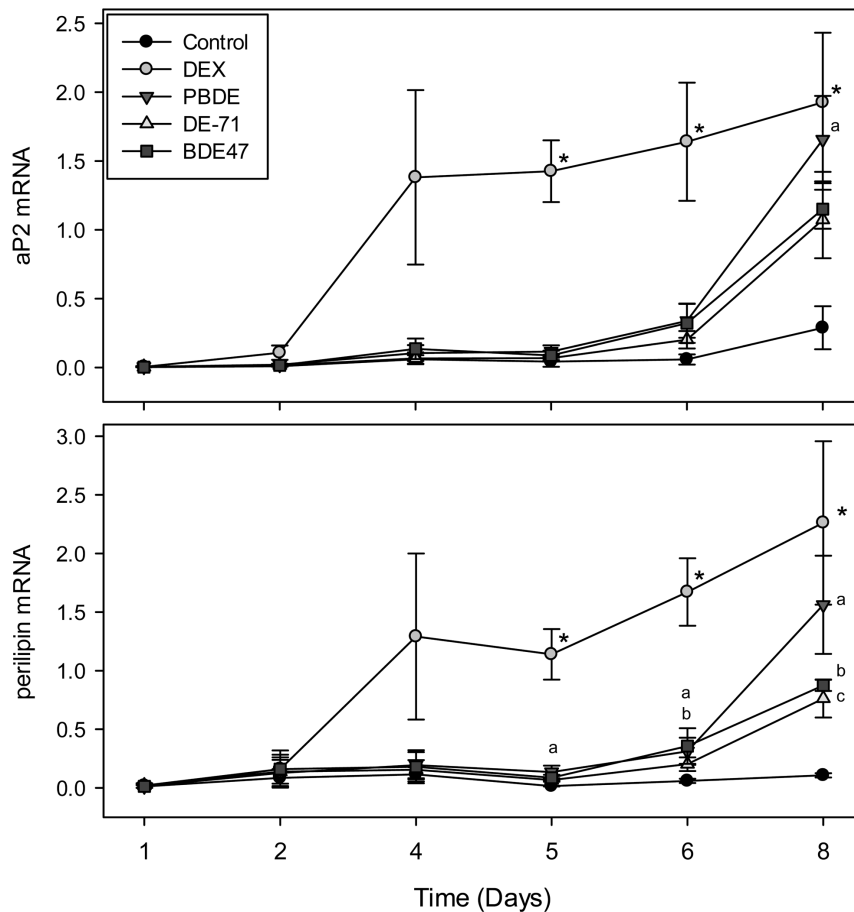 2.5
2.0
1.5
1.0
0.5
0.0
aP2 mRNA
Control
DEX
PBDE
DE-71
BDE47
*
*
*
a
3.0
2.5
2.0
1.5
1.0
0.5
0.0
perilipin mRNA
*
*
*
a
a
b
a
b
c
1 2 4 5 6 8
Time (Days)